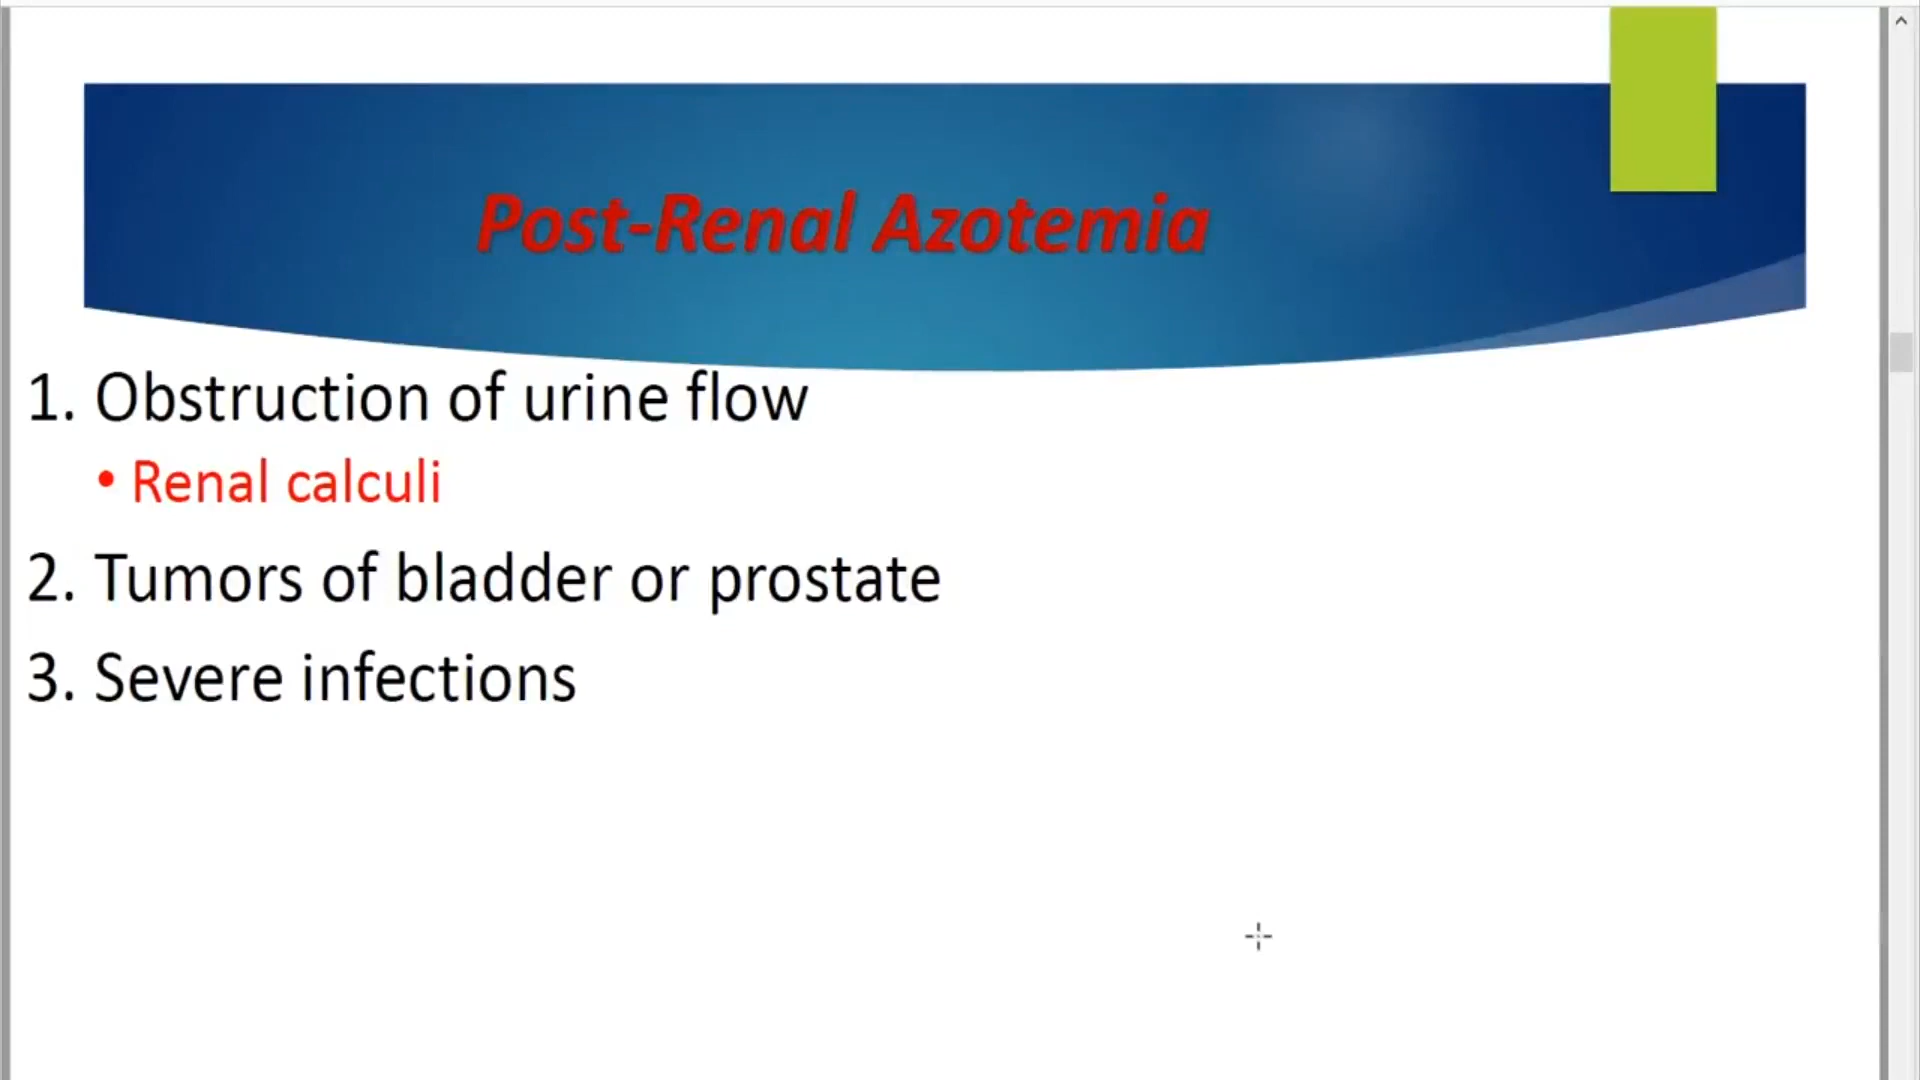 Post-Renal Azotemia
1. Obstruction of urine flow
• Renal calculi
2. Tumors of bladder or prostate
3. Severe infections